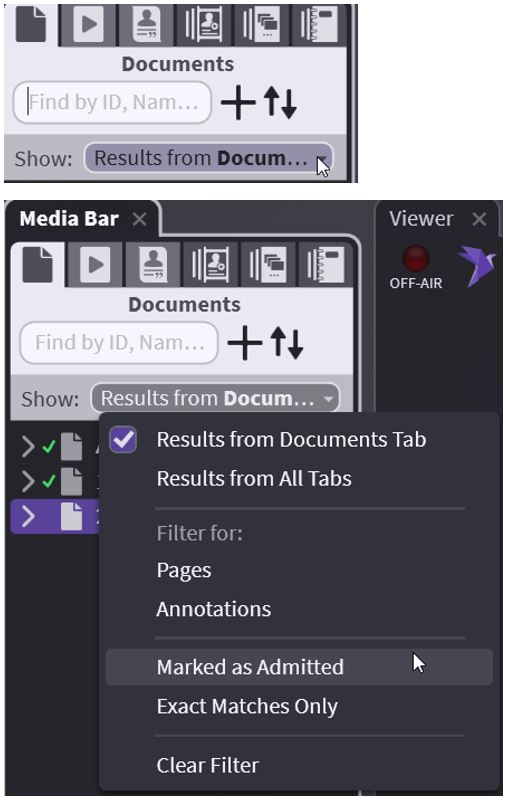 Documents
Find by ID, Nam...
Show: Results from Docum...
Media Bar
Viewer
OFF-AIR
Documents
Find by ID, Nam...
Show: Results from Docum...
Results from Documents Tab
Results from All Tabs
Filter for:
Pages
Annotations
Marked as Admitted
Exact Matches Only
Clear Filter